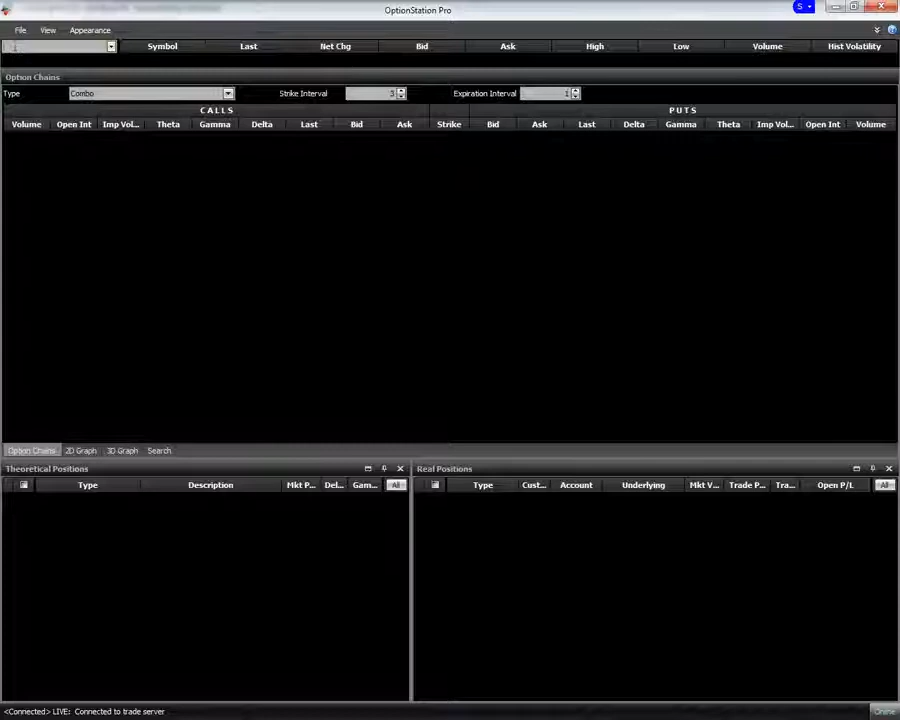 OptionStation Pro
S
File View Appearance
Symbol Last Net Chg Bid Ask High Low Volume Hist Volatility
Option Chains
Type Combo Strike Interval 3 Expiration Interval 1
CALLS PUTS
Volume Open Int Imp Vol... Theta Gamma Delta Last Bid Ask Strike Bid Ask Last Delta Gamma Theta Imp Vol... Open Int Volume
Option Chains 2D Graph 3D Graph Search
Theoretical Positions Real Positions
Type Description Mkt P... Del... Gam... All Type Cust... Account Underlying Mkt V... Trade P... Tra... Open P/L All
<Connected> LIVE: Connected to trade server Online